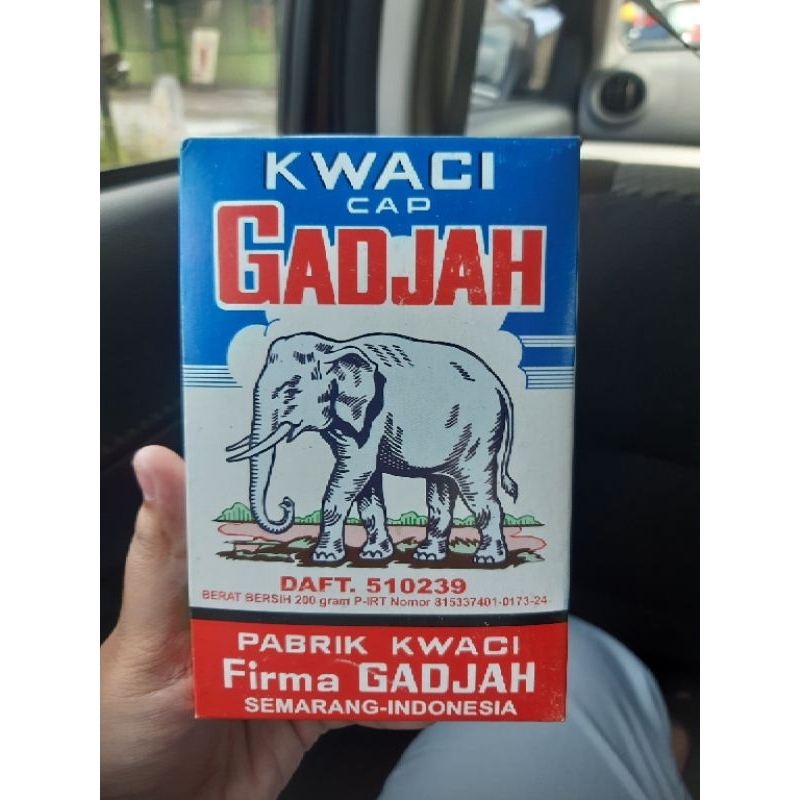 KWACI
CAP
GADJAH
DAFT. 510239
BERAT BERSIH 200 gram P-IRT Nomor 815337401-0173-24
PABRIK KWACI
Firma GADJAH
SEMARANG-INDONESIA